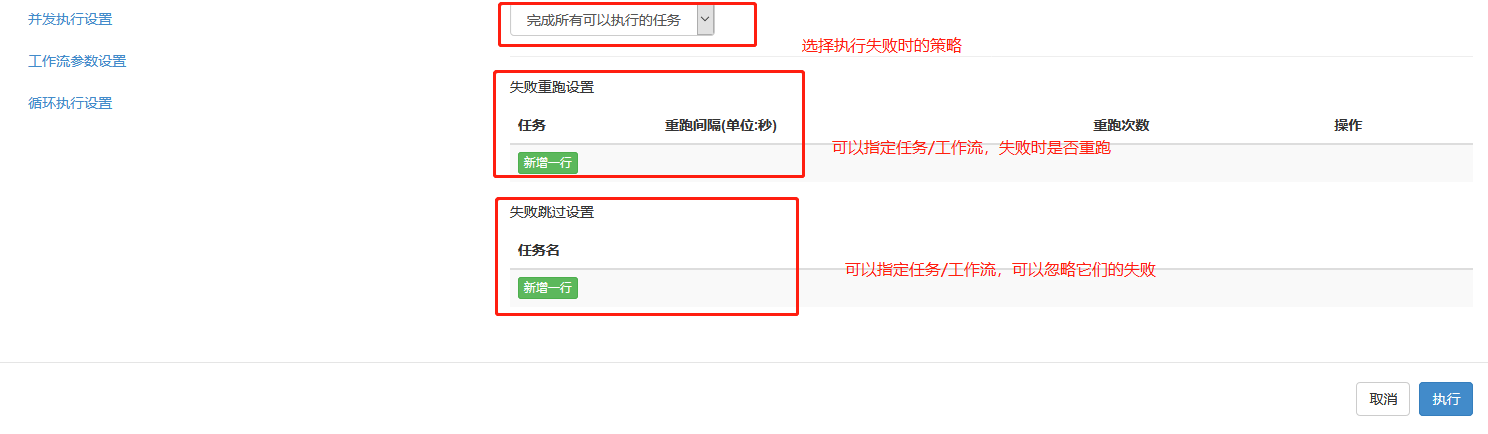 并发执行设置
工作流参数设置
循环执行设置
完成所有可以执行的任务
选择执行失败时的策略
失败重跑设置
任务 重跑间隔(单位:秒) 重跑次数 操作
可以指定任务/工作流，失败时是否重跑
新增一行
失败跳过设置
任务名
可以指定任务/工作流，可以忽略它们的失败
新增一行
取消 执行